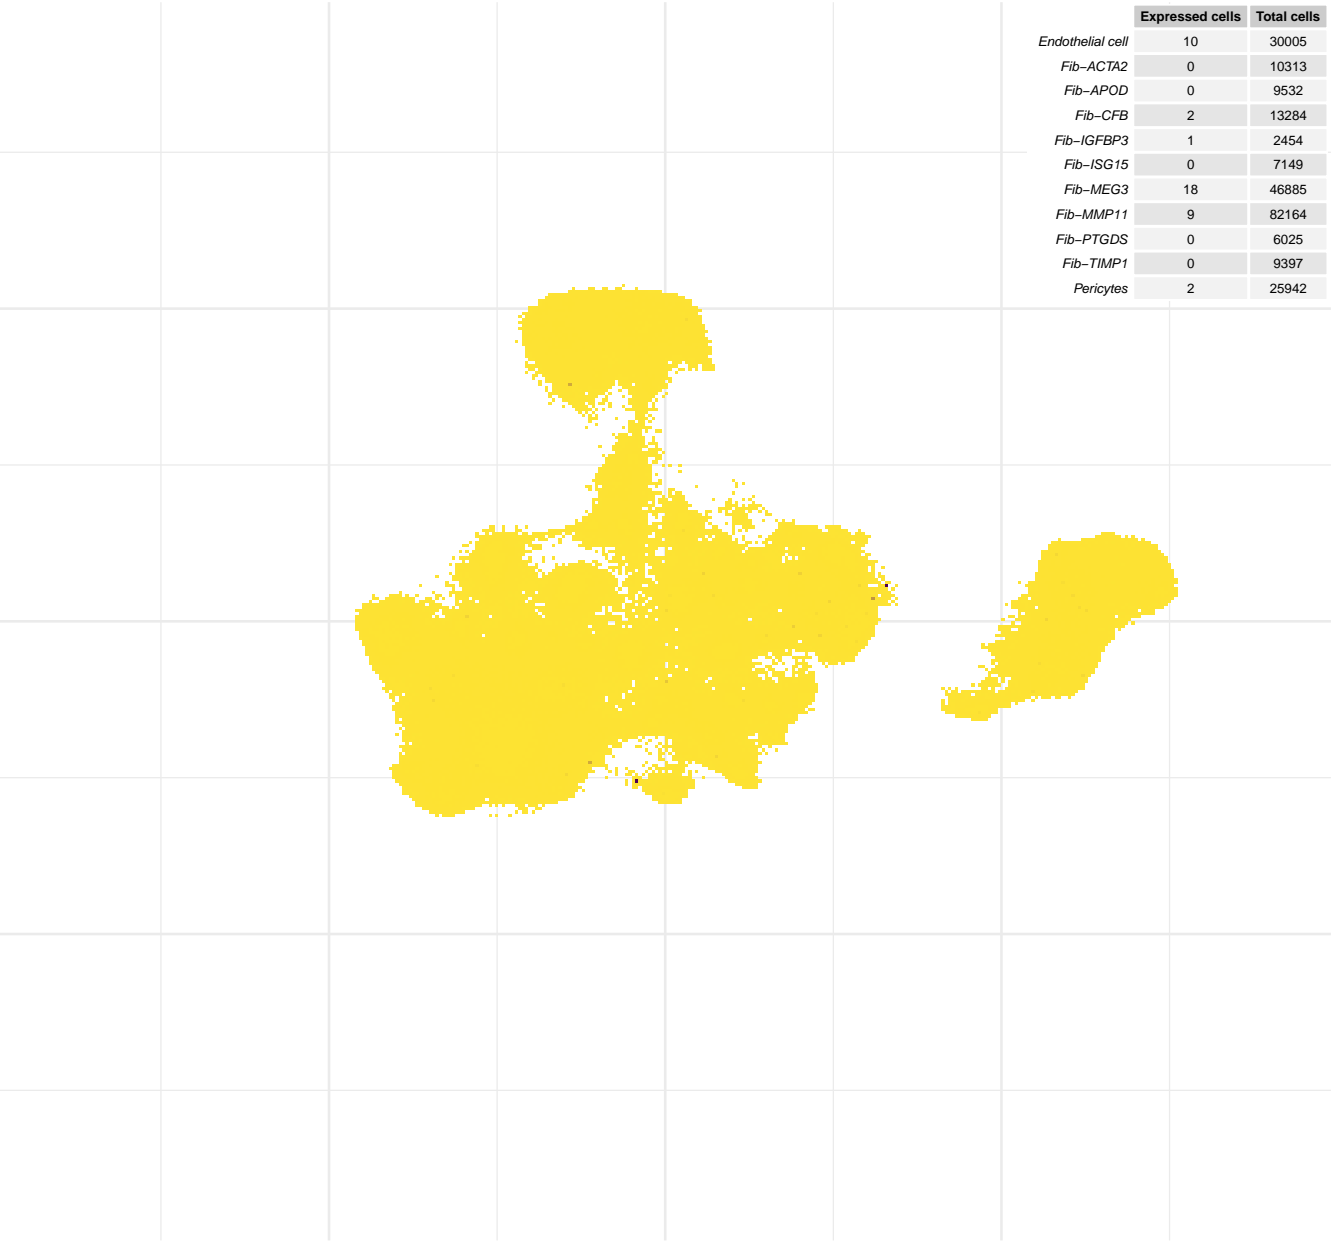 Expressed cells Total cells
Endothelial cell 10 30005
Fib−ACTA2 0 10313
Fib−APOD 0 9532
Fib−CFB 2 13284
Fib−IGFBP3 1 2454
Fib−ISG15 0 7149
Fib−MEG3 18 46885
Fib−MMP11 9 82164
Fib−PTGDS 0 6025
Fib−TIMP1 0 9397
Pericytes 2 25942